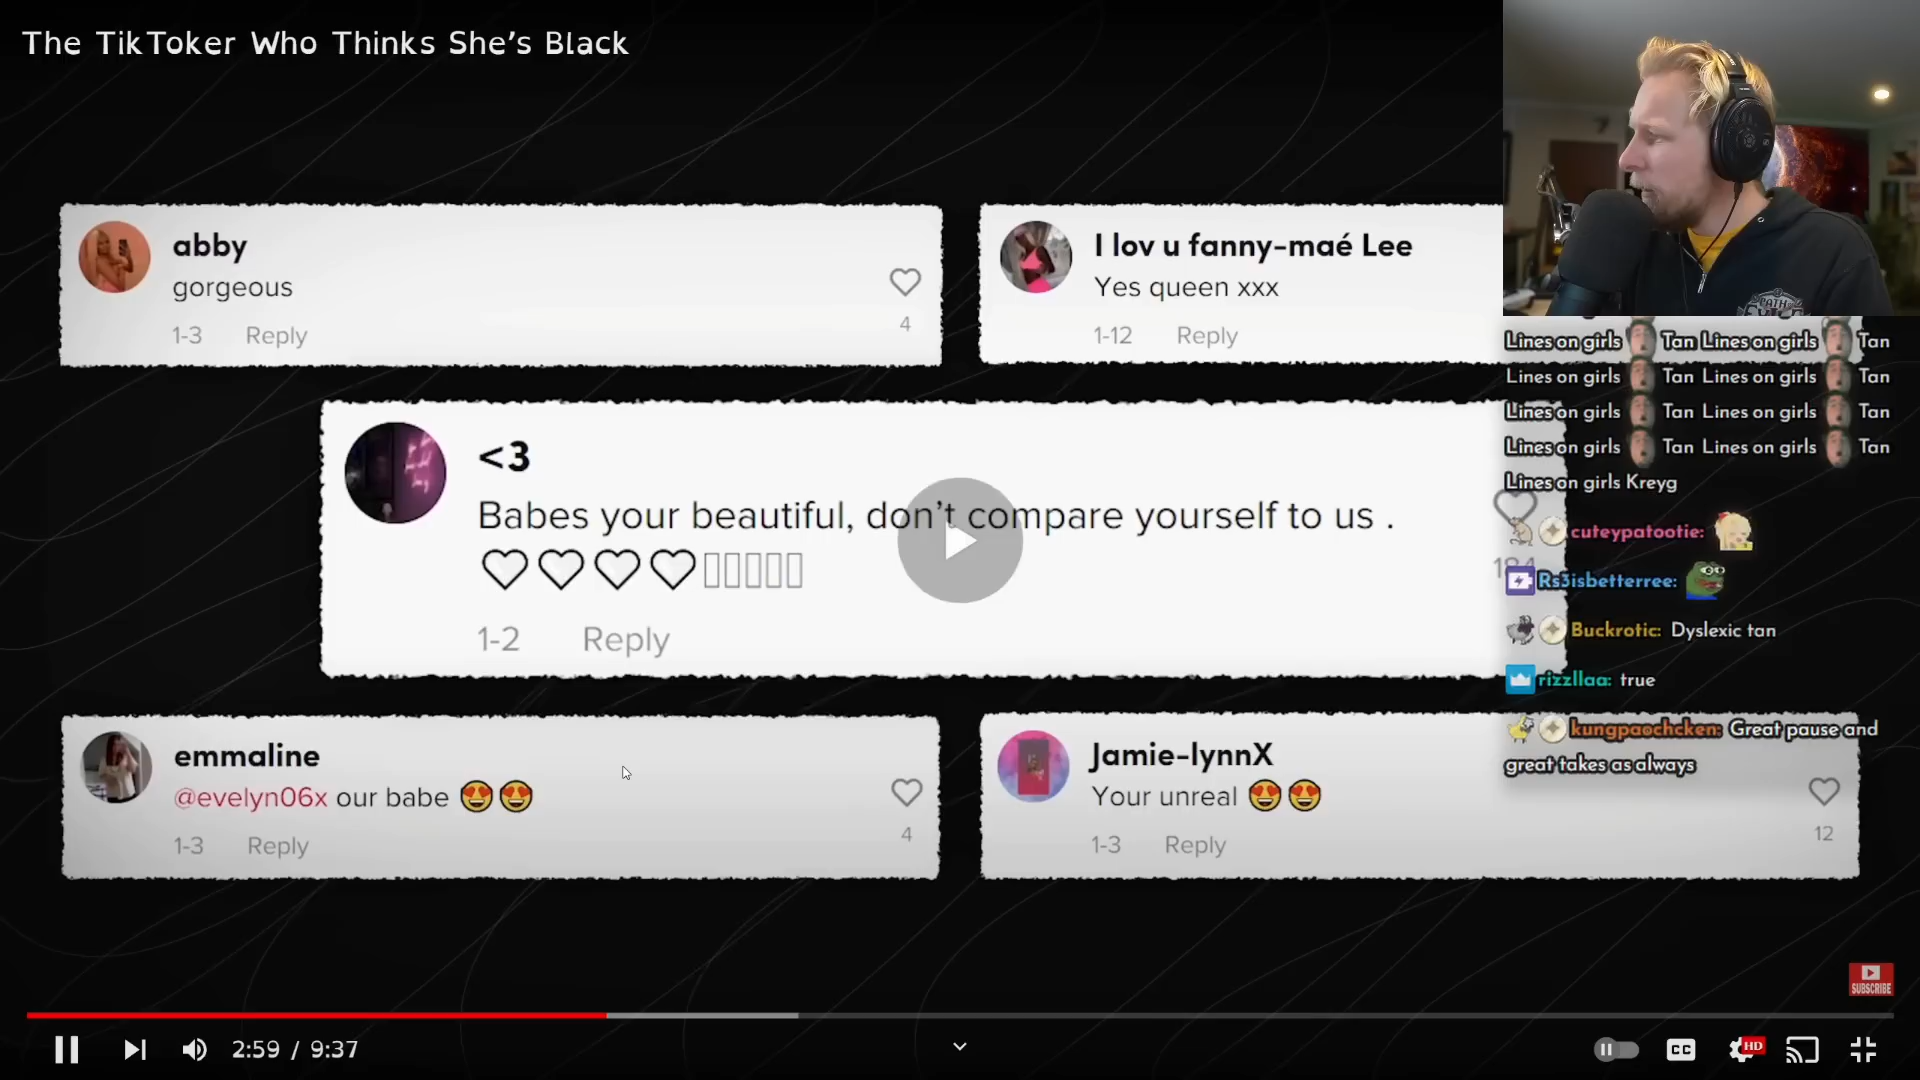 The TikToker Who Thinks She's Black
abby
gorgeous
4
1-3 Reply
I lov u fanny-maé Lee
Yes queen xxx
1-12 Reply
<3
Babes your beautiful, don't compare yourself to us .
1-2 Reply
emmaline
@evelyn06x our babe 😍😍
4
1-3 Reply
Jamie-lynnX
Your unreal 😍😍
12
1-3 Reply
Lines on girls Tan Lines on girls Tan
Lines on girls Tan Lines on girls Tan
Lines on girls Tan Lines on girls Tan
Lines on girls Tan Lines on girls Tan
Lines on girls Kreyg
cuteypatootie:
Rs3isbetterree:
Buckrotic: Dyslexic tan
rizzllaa: true
kungpaochcken: Great pause and
great takes as always
SUBSCRIBE
2:59 / 9:37
CC
HD